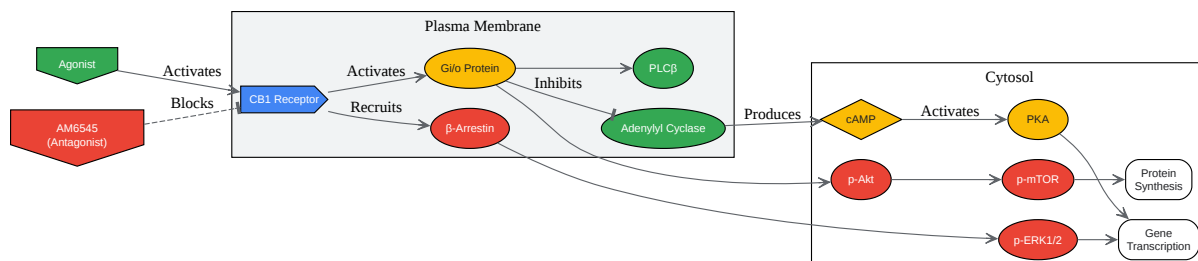 Plasma Membrane
Agonist
Activates
AM6545
(Antagonist)
Blocks
CB1 Receptor
Activates
Recruits
Gi/o Protein
β-Arrestin
Inhibits
PLCβ
Adenylyl Cyclase
Produces
Cytosol
cAMP
Activates
PKA
p-Akt
p-mTOR
Protein
Synthesis
p-ERK1/2
Gene
Transcription